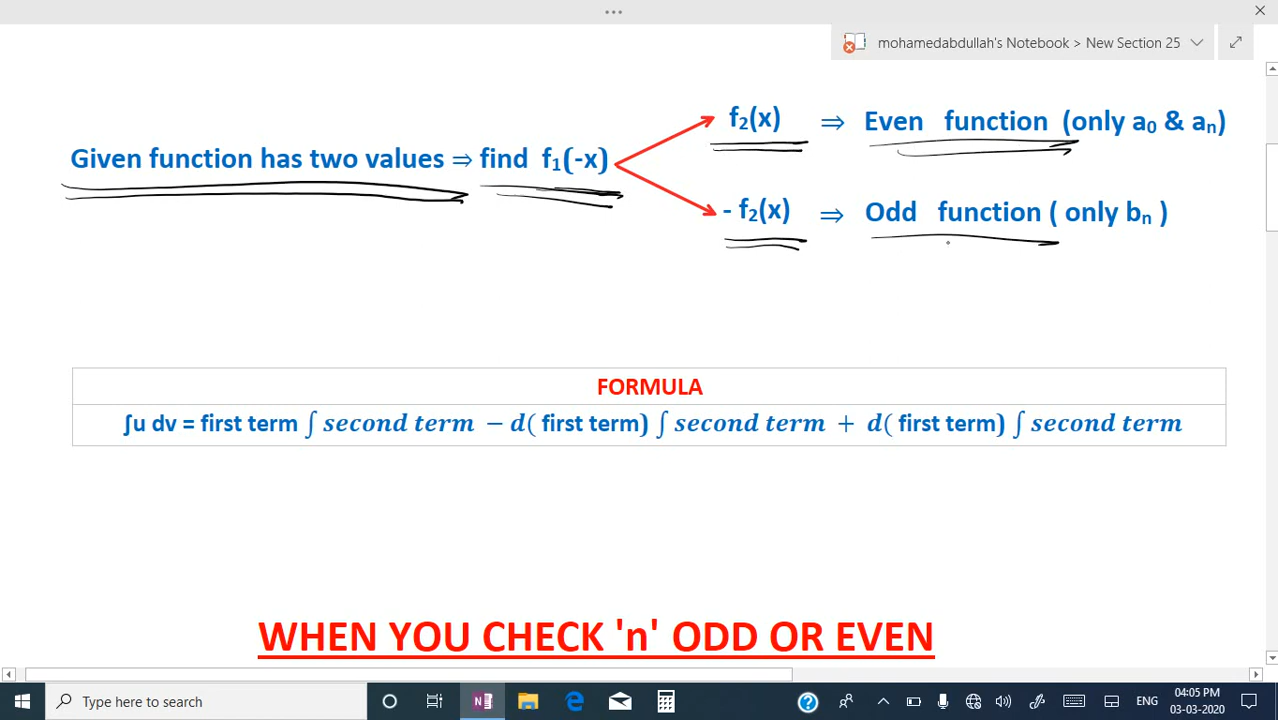 mohamedabdullah's Notebook > New Section 25
f₂(x) ⇒ Even function (only a₀ & aₙ)
Given function has two values ⇒ find f₁(-x)
- f₂(x) ⇒ Odd function ( only bₙ )
FORMULA
∫u dv = first term ∫ second term − d( first term) ∫ second term + d( first term) ∫ second term
WHEN YOU CHECK 'n' ODD OR EVEN
Type here to search
ENG
04:05 PM
03-03-2020